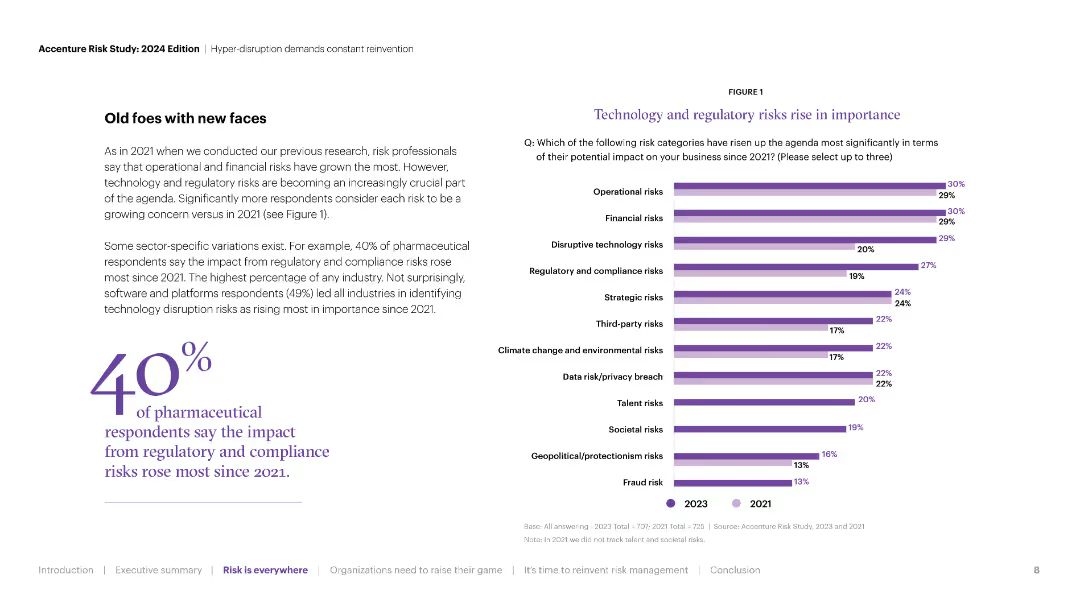 Accenture Risk Study: 2024 Edition | Hyper-disruption demands constant reinvention
Old foes with new faces
As in 2021 when we conducted our previous research, risk professionals
say that operational and financial risks have grown the most. However,
technology and regulatory risks are becoming an increasingly crucial part
of the agenda. Significantly more respondents consider each risk to be a
growing concern versus in 2021 (see Figure 1).
Some sector-specific variations exist. For example, 40% of pharmaceutical
respondents say the impact from regulatory and compliance risks rose
most since 2021. The highest percentage of any industry. Not surprisingly,
software and platforms respondents (49%) led all industries in identifying
technology disruption risks as rising most in importance since 2021.
40%
of pharmaceutical
respondents say the impact
from regulatory and compliance
risks rose most since 2021.
FIGURE 1
Technology and regulatory risks rise in importance
Q: Which of the following risk categories have risen up the agenda most significantly in terms
of their potential impact on your business since 2021? (Please select up to three)
Operational risks 30%
29%
Financial risks 30%
29%
Disruptive technology risks 29%
20%
Regulatory and compliance risks 27%
19%
Strategic risks 24%
24%
Third-party risks 22%
17%
Climate change and environmental risks 22%
17%
Data risk/privacy breach 22%
22%
Talent risks 20%
Societal risks 19%
Geopolitical/protectionism risks 16%
13%
Fraud risk 13%
2023 2021
Base: All answering - 2023 Total = 707; 2021 Total = 725 | Source: Accenture Risk Study, 2023 and 2021
Note: In 2021 we did not track talent and societal risks.
Introduction | Executive summary | Risk is everywhere | Organizations need to raise their game | It's time to reinvent risk management | Conclusion 8